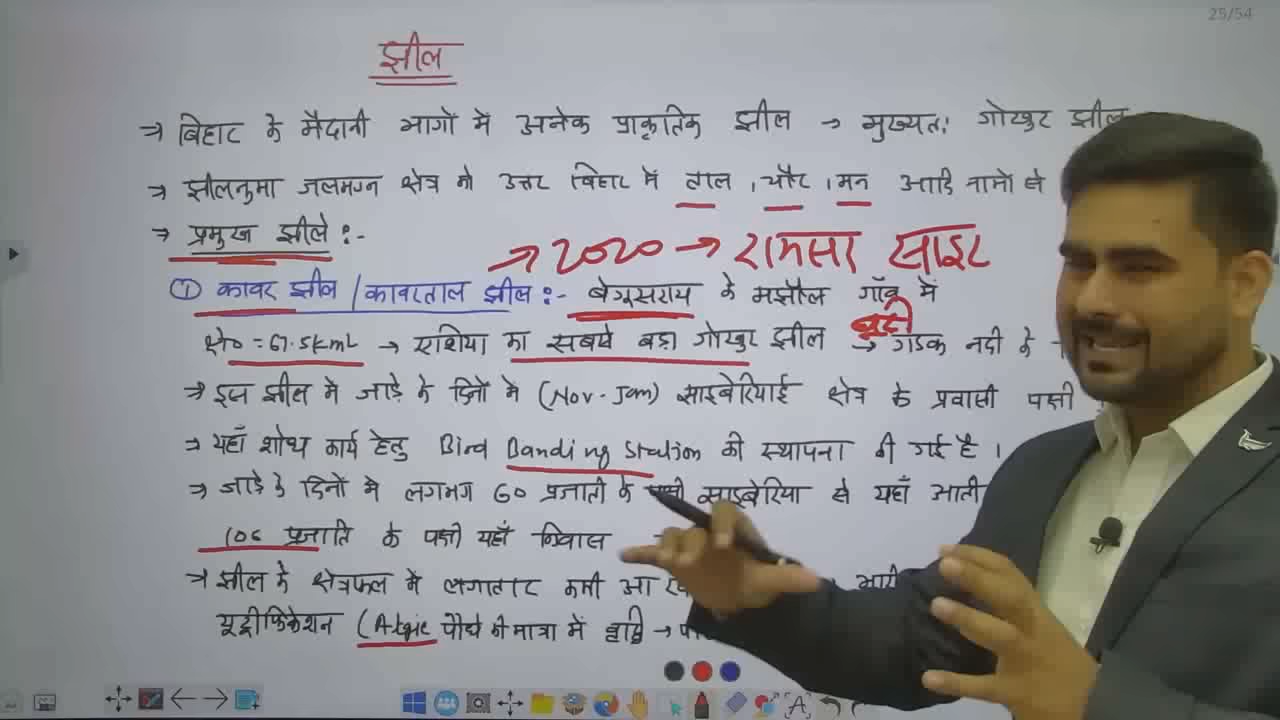 25/54
झील
→ बिहार के मैदानी भागों में अनेक प्राकृतिक झील → मुख्यतः गोखुर झील
→ झीलनुमा जलमग्न क्षेत्र को उत्तर बिहार में ताल, चौर, मन आदि नामों से
→ प्रमुख झीले :-
→ 2020 → रामसर साइट
① कावर झील / कावरताल झील :- बेगुसराय के मझौल गाँव में
क्षे० = 67.5km2 → एशिया का सबसे बड़ा गोखुर झील → गंडक नदी के
बूढ़ी
→ इस झील में जाड़े के दिनों में (Nov-Jan) साइबेरियाई क्षेत्र के प्रवासी पक्षी
→ यहाँ शोध कार्य हेतु Bird Banding Station की स्थापना की गई है।
→ जाड़े के दिनों में लगभग 60 प्रजाती के पक्षी साइबेरिया से यहाँ आती
106 प्रजाति के पक्षी यहाँ निवास
→ झील के क्षेत्रफल में लगातार कमी आ
यूट्रीफिकेशन (Algie पौधे की मात्रा में वृद्धि →